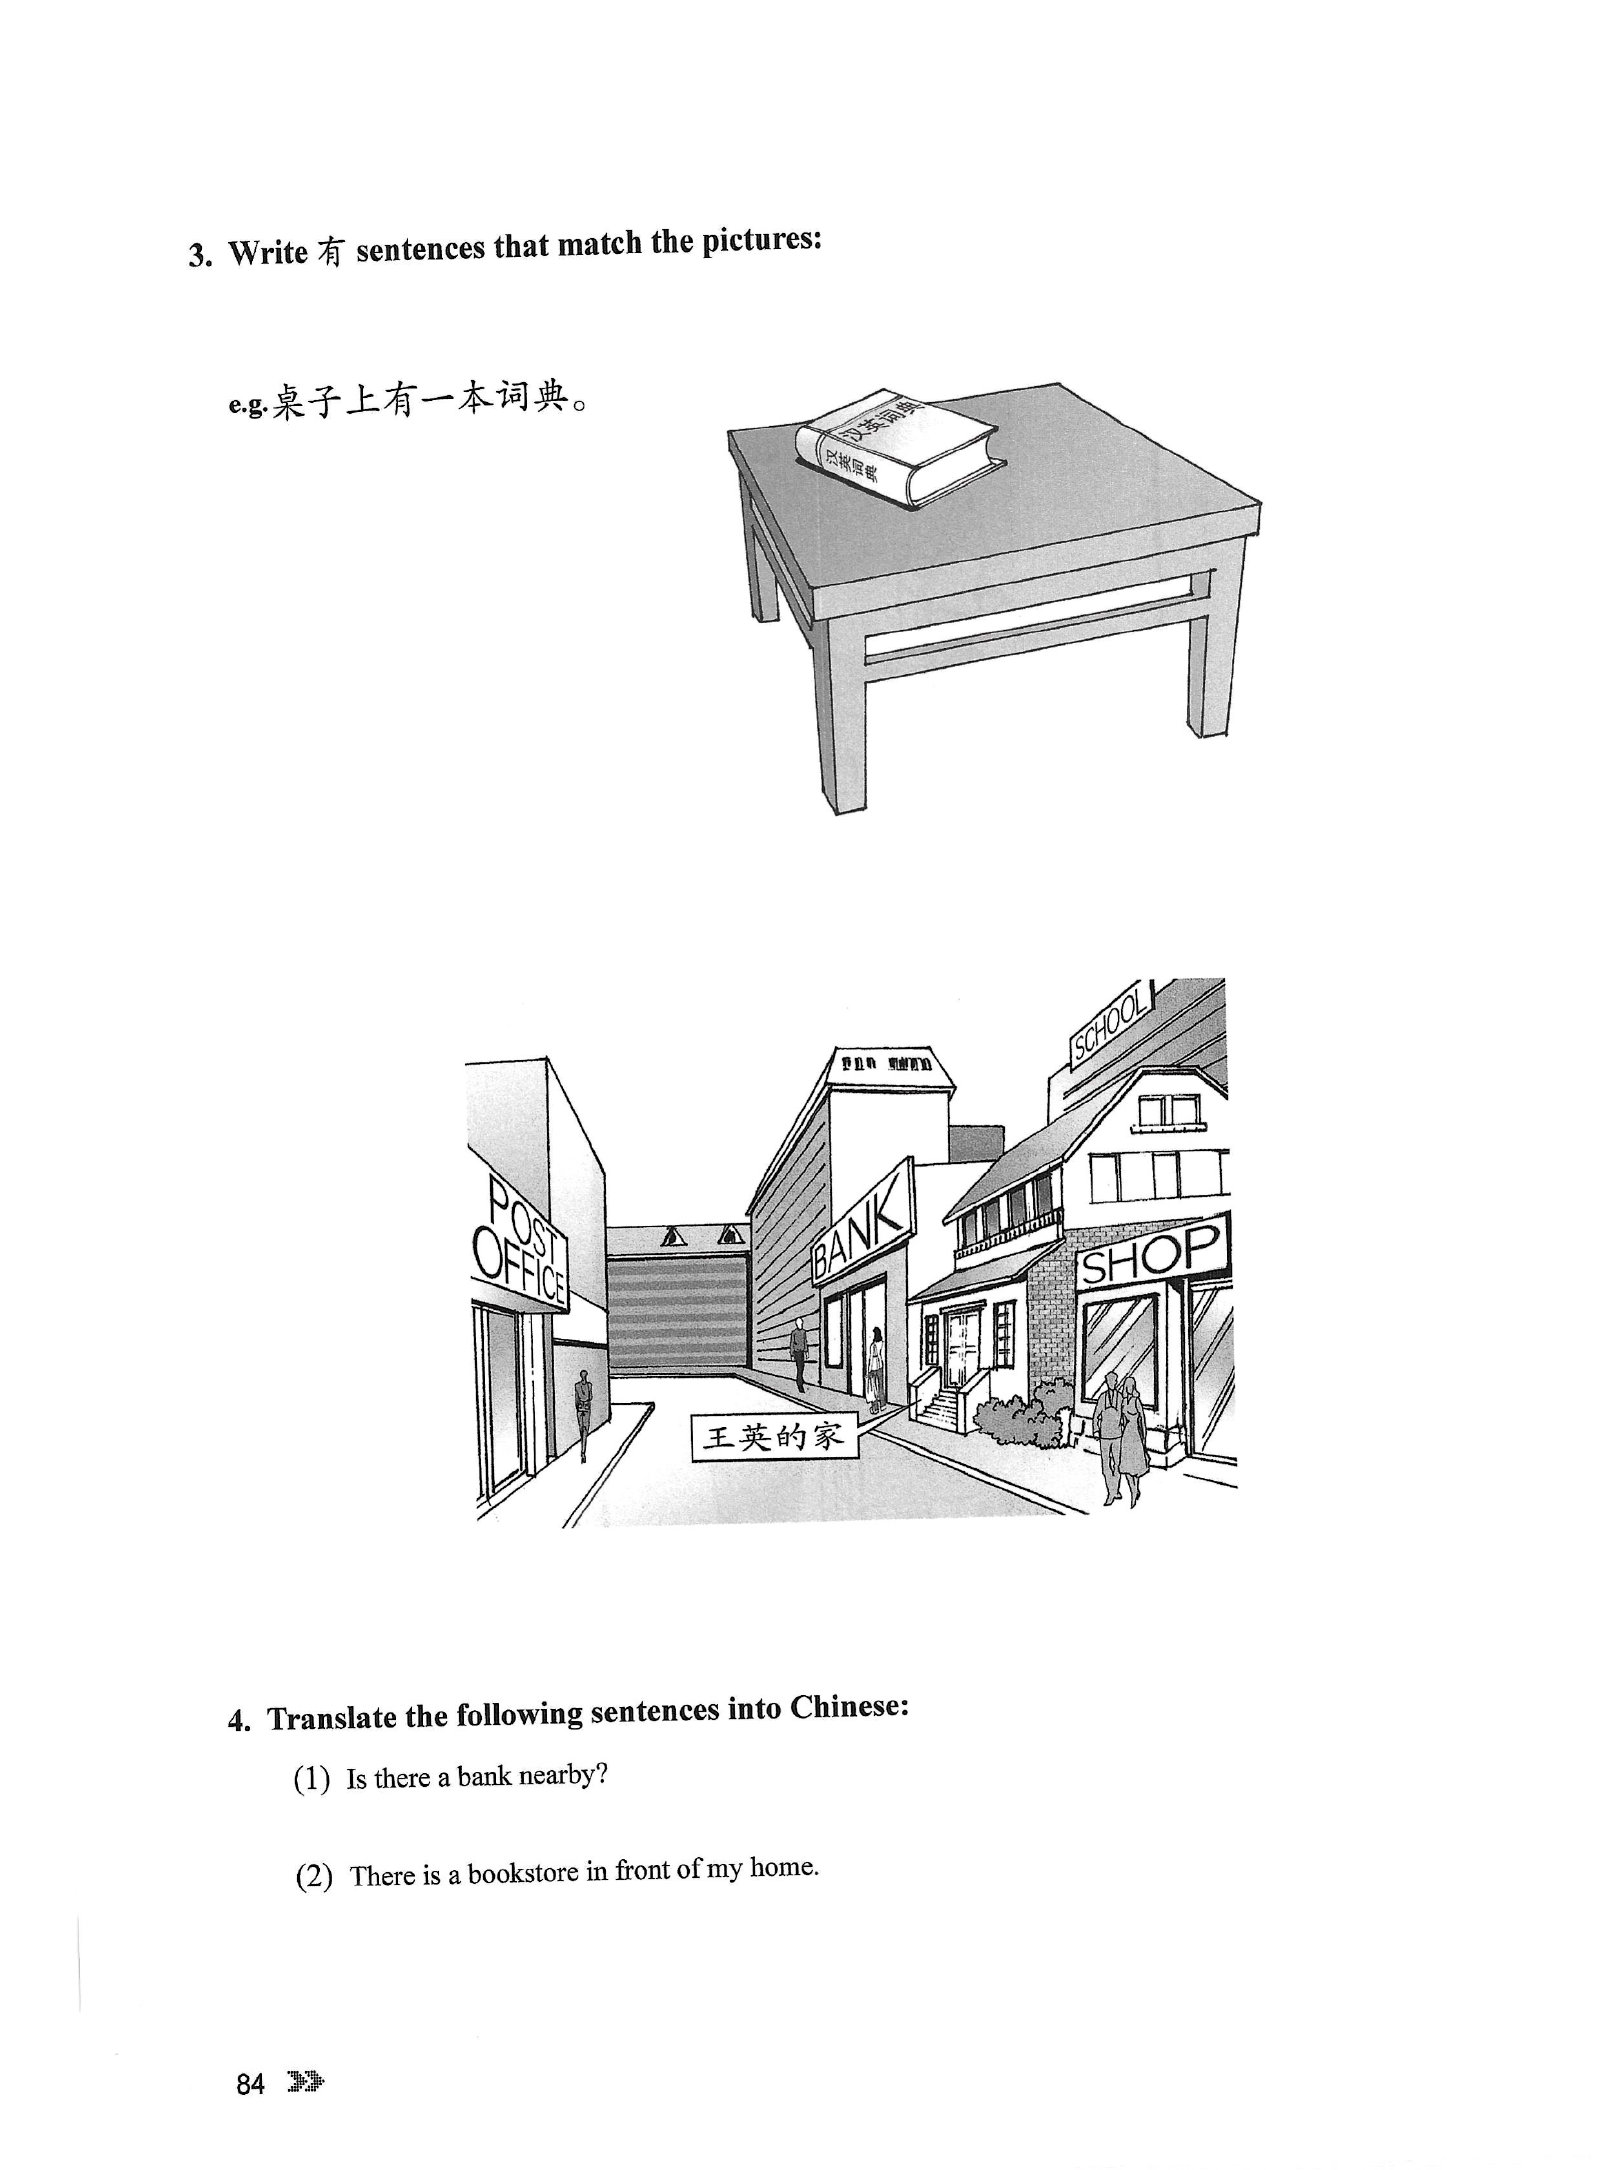 3. Write 有 sentences that match the pictures:
e.g. 桌子上有一本词典。
汉英词典
汉英词典
SCHOOL
POST
OFFICE
BANK
SHOP
王英的家
4. Translate the following sentences into Chinese:
(1) Is there a bank nearby?
(2) There is a bookstore in front of my home.
84